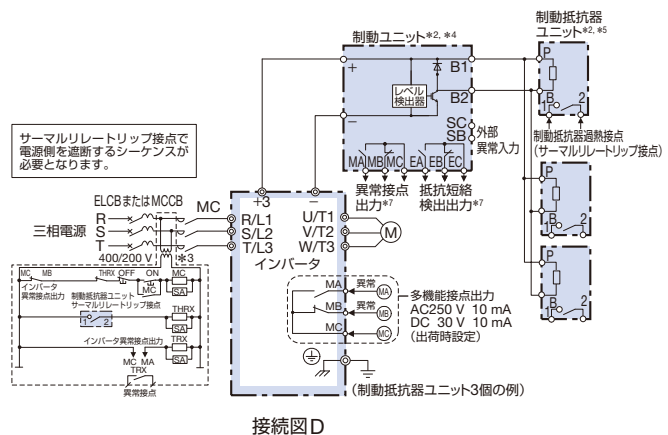 制動ユニット*2, *4
+
B1
レベル
検出器
B2
−
SC
SB
外部
異常入力
MA MB MC EA EB EC
異常接点
出力*7
抵抗短絡
検出出力*7
制動抵抗器
ユニット*2, *5
P
B
1 2
制動抵抗器過熱接点
(サーマルリレートリップ接点)
P
B
1 2
P
B
1 2
サーマルリレートリップ接点で
電源側を遮断するシーケンスが
必要となります。
ELCBまたはMCCB MC
三相電源
R
S
T
400/200 V *3
+3 −
R/L1
S/L2
T/L3
U/T1
V/T2
W/T3
M
インバータ
MC MB THRX OFF ON MC
MC
SA
インバータ
異常接点出力
制動抵抗器ユニット
サーマルリレートリップ接点
1 2
THRX
SA
インバータ異常接点出力
TRX
SA
MC MA
TRX
異常接点
MA 異常 MA
MB 異常 MB
MC MC
多機能接点出力
AC250 V 10 mA
DC 30 V 10 mA
(出荷時設定)
(制動抵抗器ユニット3個の例)
接続図D